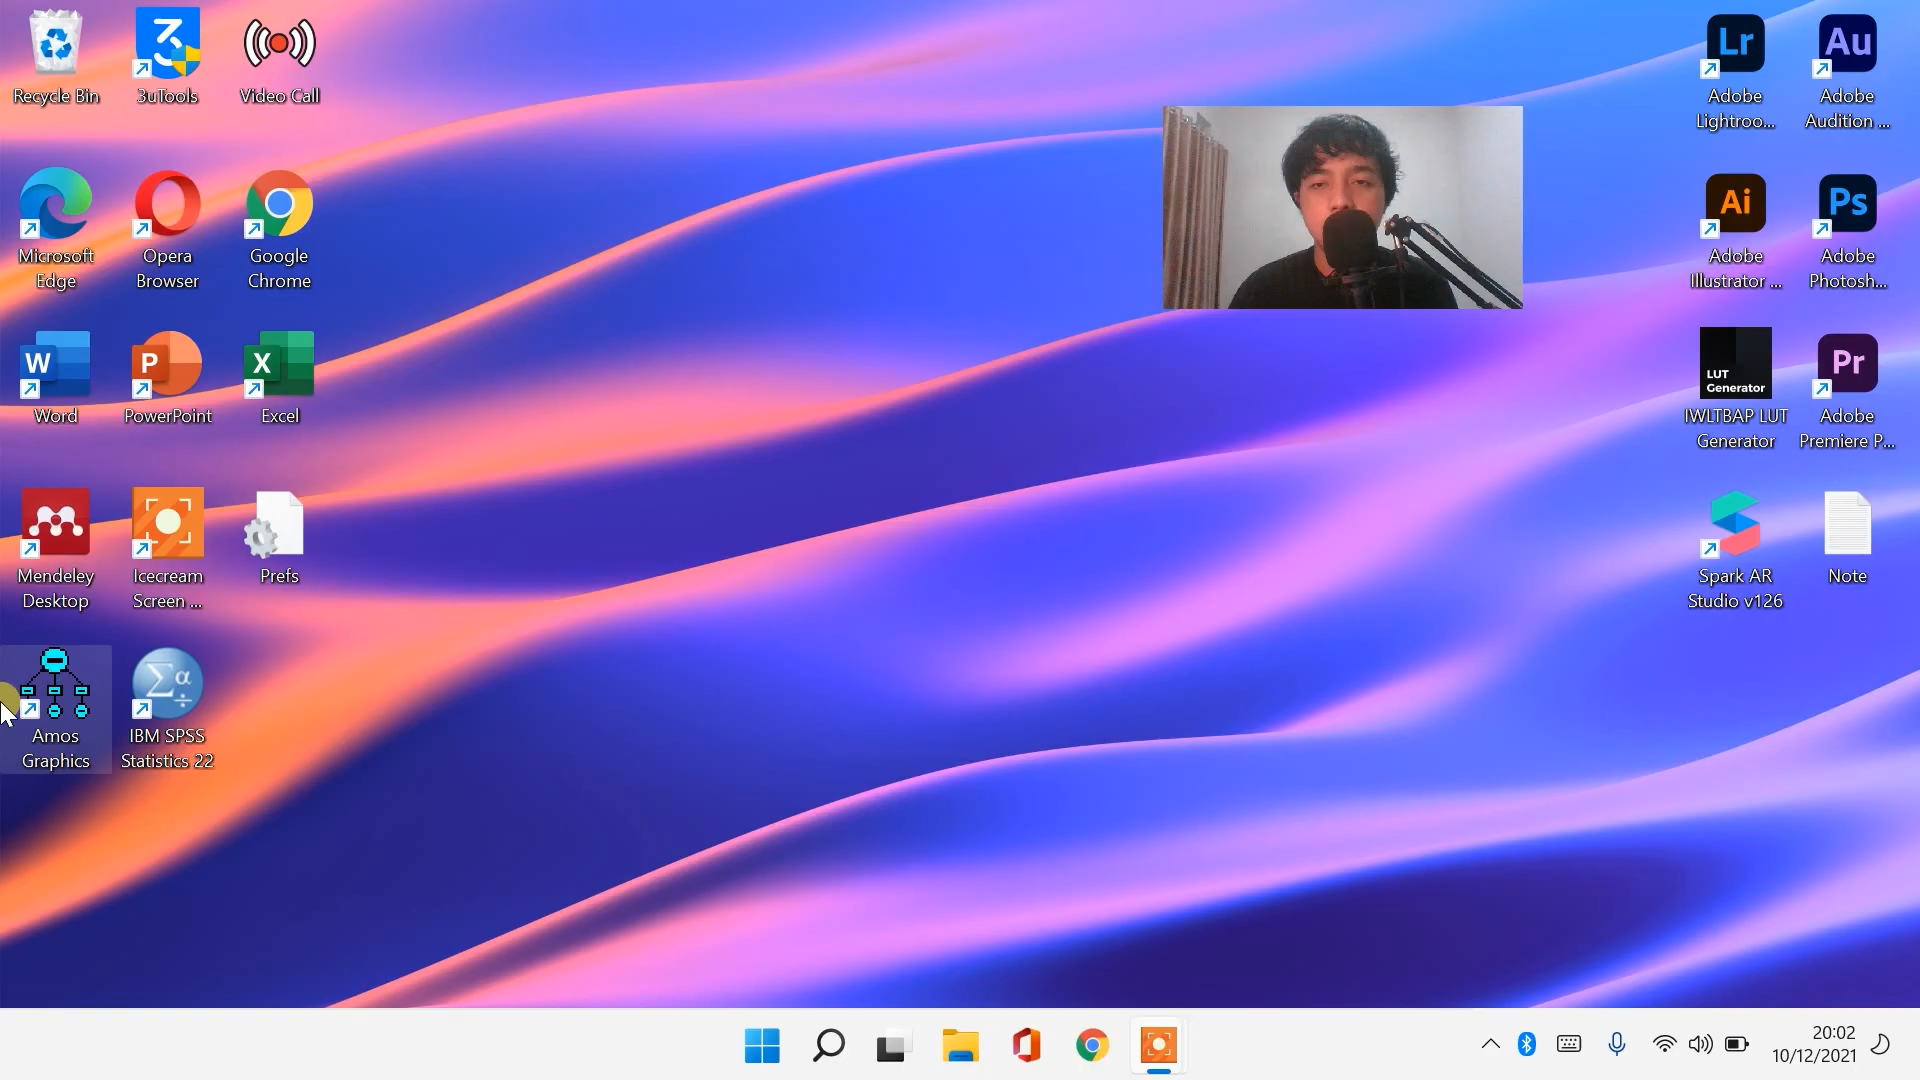 Recycle Bin
3uTools
Video Call
Microsoft
Edge
Opera
Browser
Google
Chrome
W
Word
P
PowerPoint
X
Excel
Mendeley
Desktop
Icecream
Screen ...
Prefs
Amos
Graphics
Σα
÷
IBM SPSS
Statistics 22
Lr
Adobe
Lightroo...
Au
Adobe
Audition ...
Ai
Adobe
Illustrator ...
Ps
Adobe
Photosh...
LUT
Generator
IWLTBAP LUT
Generator
Pr
Adobe
Premiere P...
Spark AR
Studio v126
Note
20:02
10/12/2021